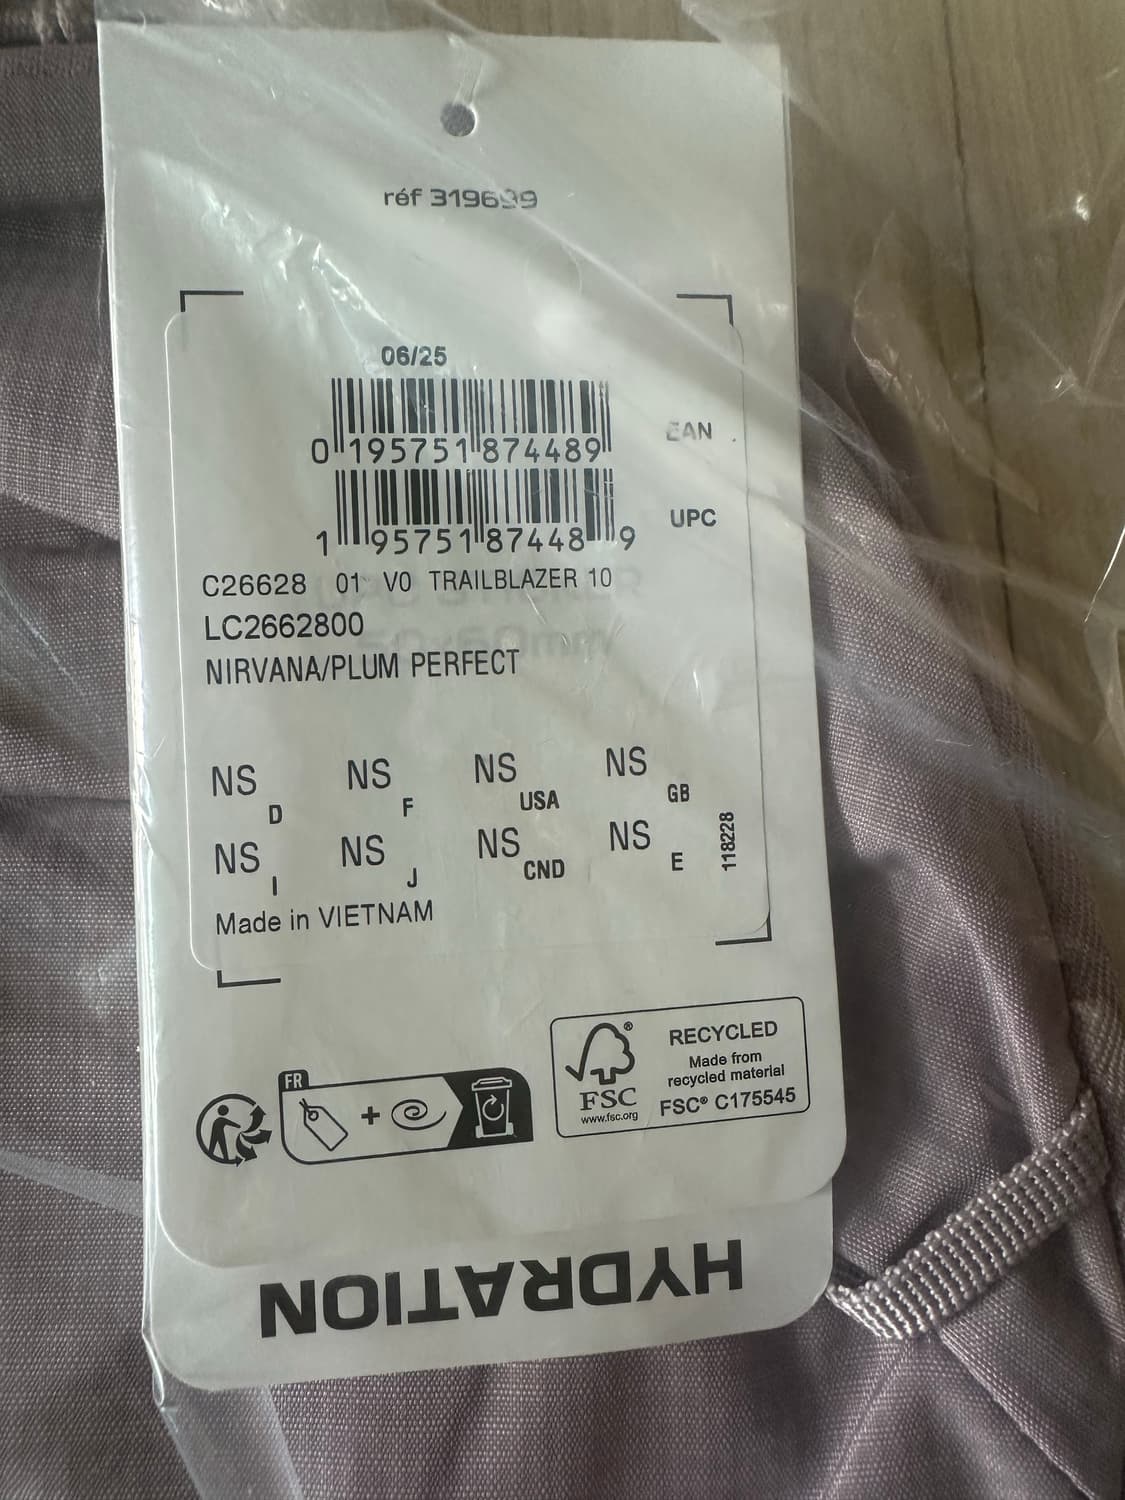 réf 319699
06/25
0 195751 874489
EAN
1 95751 87448 9
UPC
C26628 01 V0 TRAILBLAZER 10
LC2662800
NIRVANA/PLUM PERFECT
NS D NS F NS USA NS GB
NS I NS J NS CND NS E
118228
Made in VIETNAM
FR
+
FSC®
www.fsc.org
RECYCLED
Made from
recycled material
FSC® C175545
HYDRATION